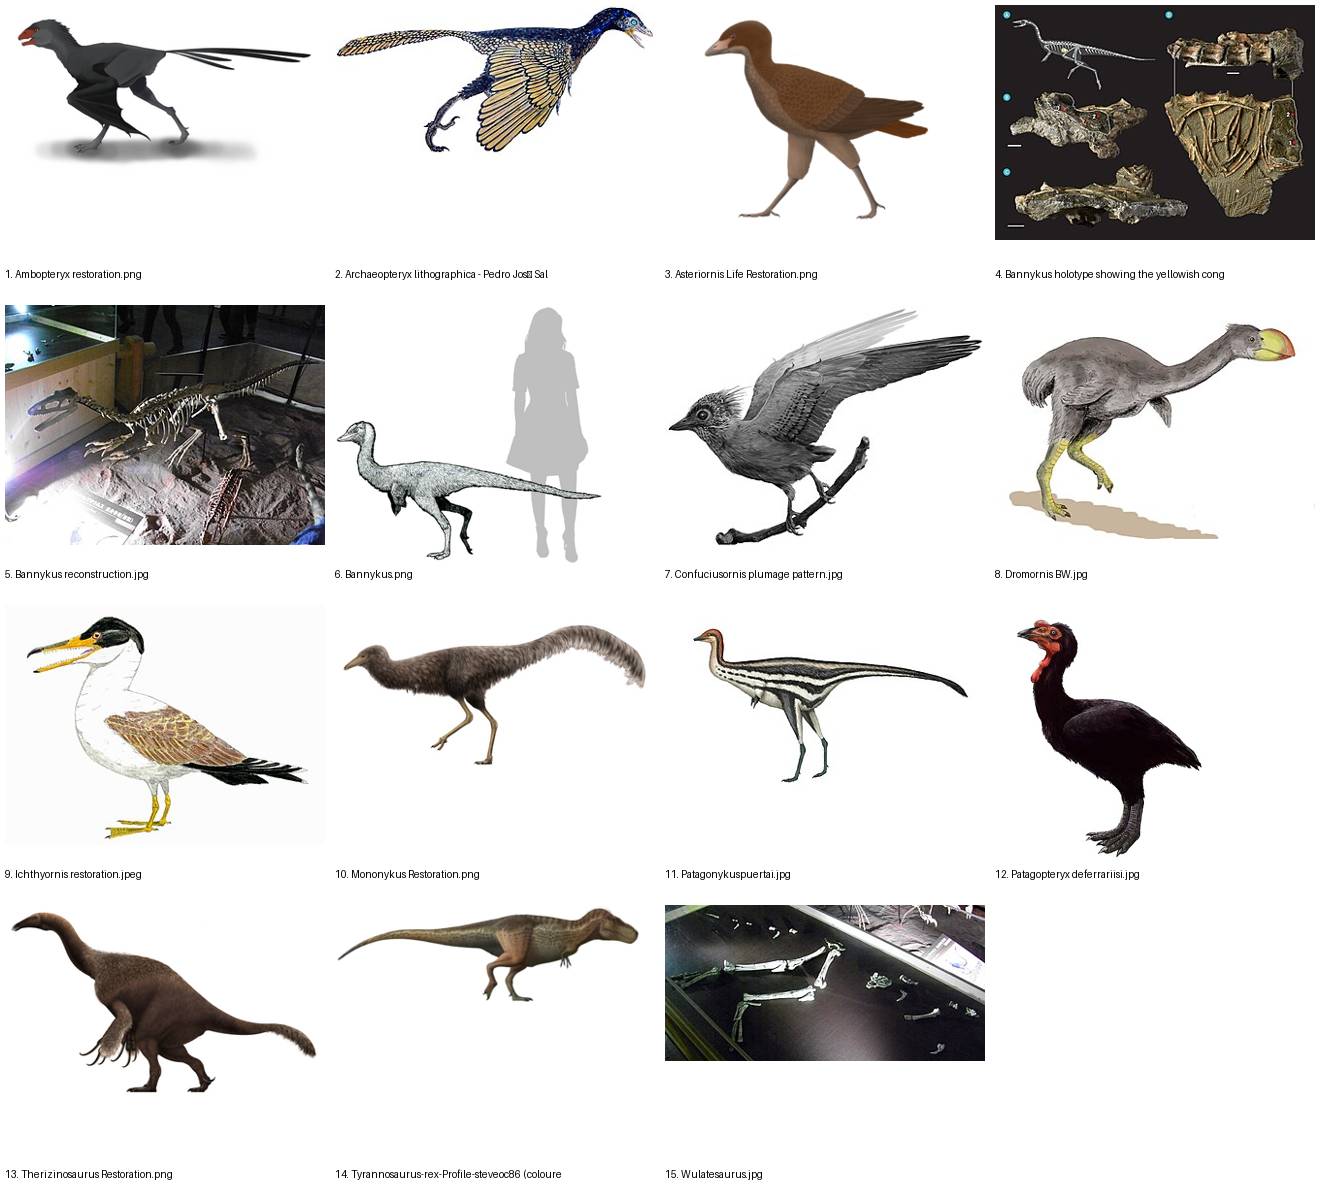 1. Ambopteryx restoration.png
2. Archaeopteryx lithographica - Pedro Jos Sal
3. Asteriornis Life Restoration.png
4. Bannykus holotype showing the yellowish cong
5. Bannykus reconstruction.jpg
6. Bannykus.png
7. Confuciusornis plumage pattern.jpg
8. Dromornis BW.jpg
9. Ichthyornis restoration.jpeg
10. Mononykus Restoration.png
11. Patagonykuspuertai.jpg
12. Patagopteryx deferrariisi.jpg
13. Therizinosaurus Restoration.png
14. Tyrannosaurus-rex-Profile-steveoc86 (coloure
15. Wulatesaurus.jpg